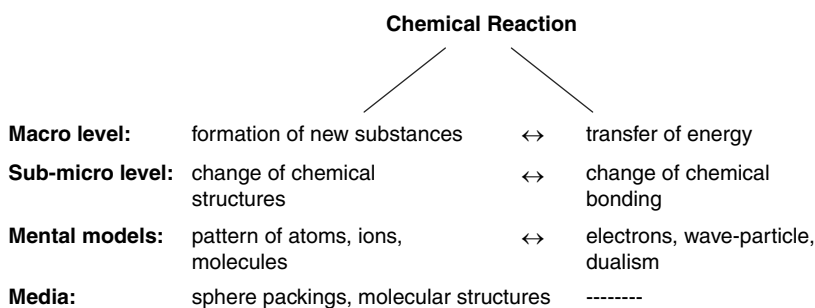 Chemical Reaction
Macro level: formation of new substances ↔ transfer of energy
Sub-micro level: change of chemical ↔ change of chemical
structures bonding
Mental models: pattern of atoms, ions, ↔ electrons, wave-particle,
molecules dualism
Media: sphere packings, molecular structures --------